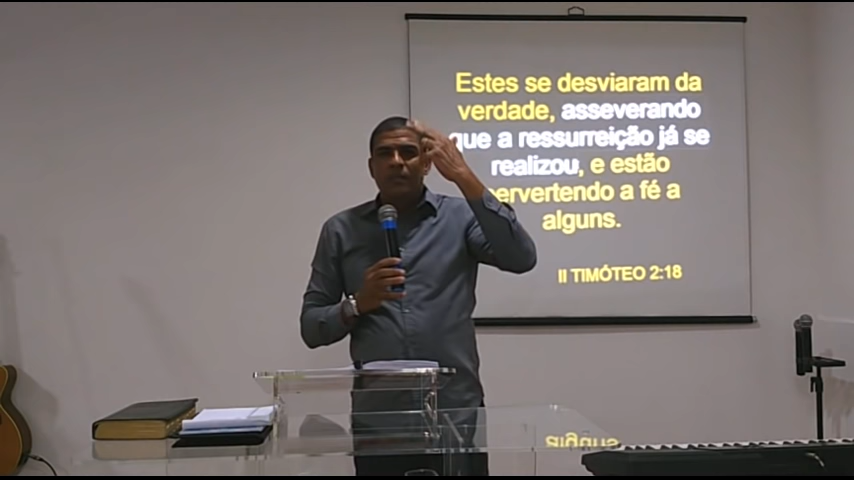 Estes se desviaram da
verdade, asseverando
que a ressurreição já se
realizou, e estão
pervertendo a fé a
alguns.
II TIMÓTEO 2:18